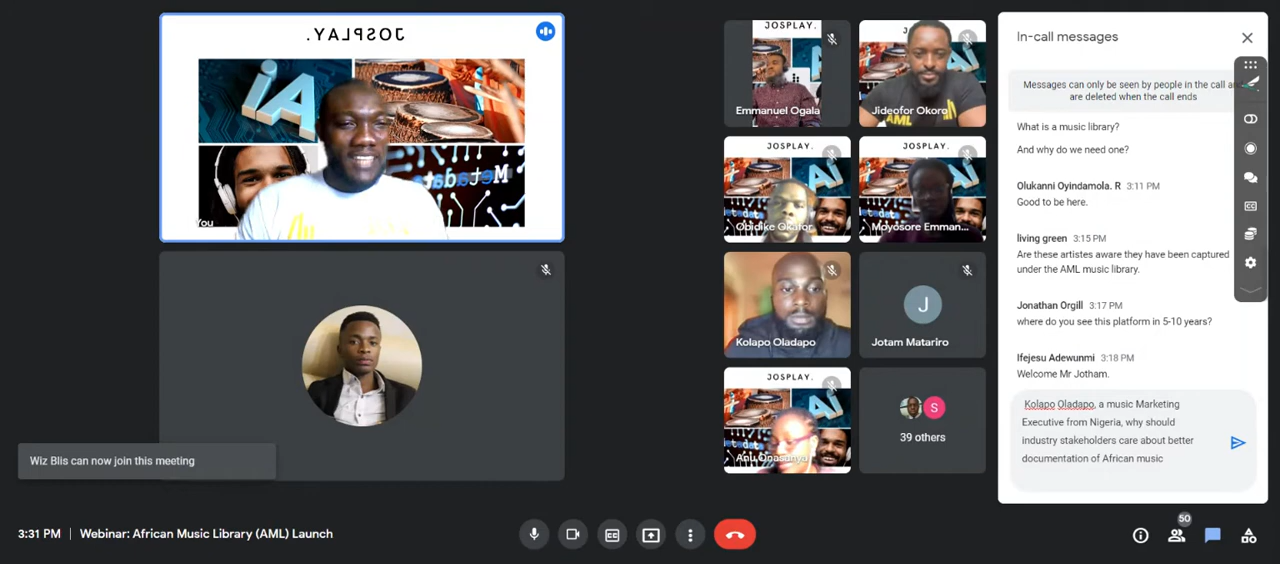 JOSPLAY.
iA
Metadat
You
Wiz Blis can now join this meeting
JOSPLAY.
Emmanuel Ogala
AML
Jideofor Okoro
JOSPLAY.
Obidike Okafor
Moyosore Emman...
Kolapo Oladapo
J
Jotam Matariro
JOSPLAY.
S
39 others
In-call messages
Messages can only be seen by people in the call an
are deleted when the call ends
What is a music library?
And why do we need one?
Olukanni Oyindamola. R 3:11 PM
Good to be here.
living green 3:15 PM
Are these artistes aware they have been captured
under the AML music library.
Jonathan Orgill 3:17 PM
where do you see this platform in 5-10 years?
Ifejesu Adewunmi 3:18 PM
Welcome Mr Jotham.
Kolapo Oladapo, a music Marketing
Executive from Nigeria, why should
industry stakeholders care about better
documentation of African music
3:31 PM | Webinar: African Music Library (AML) Launch
50